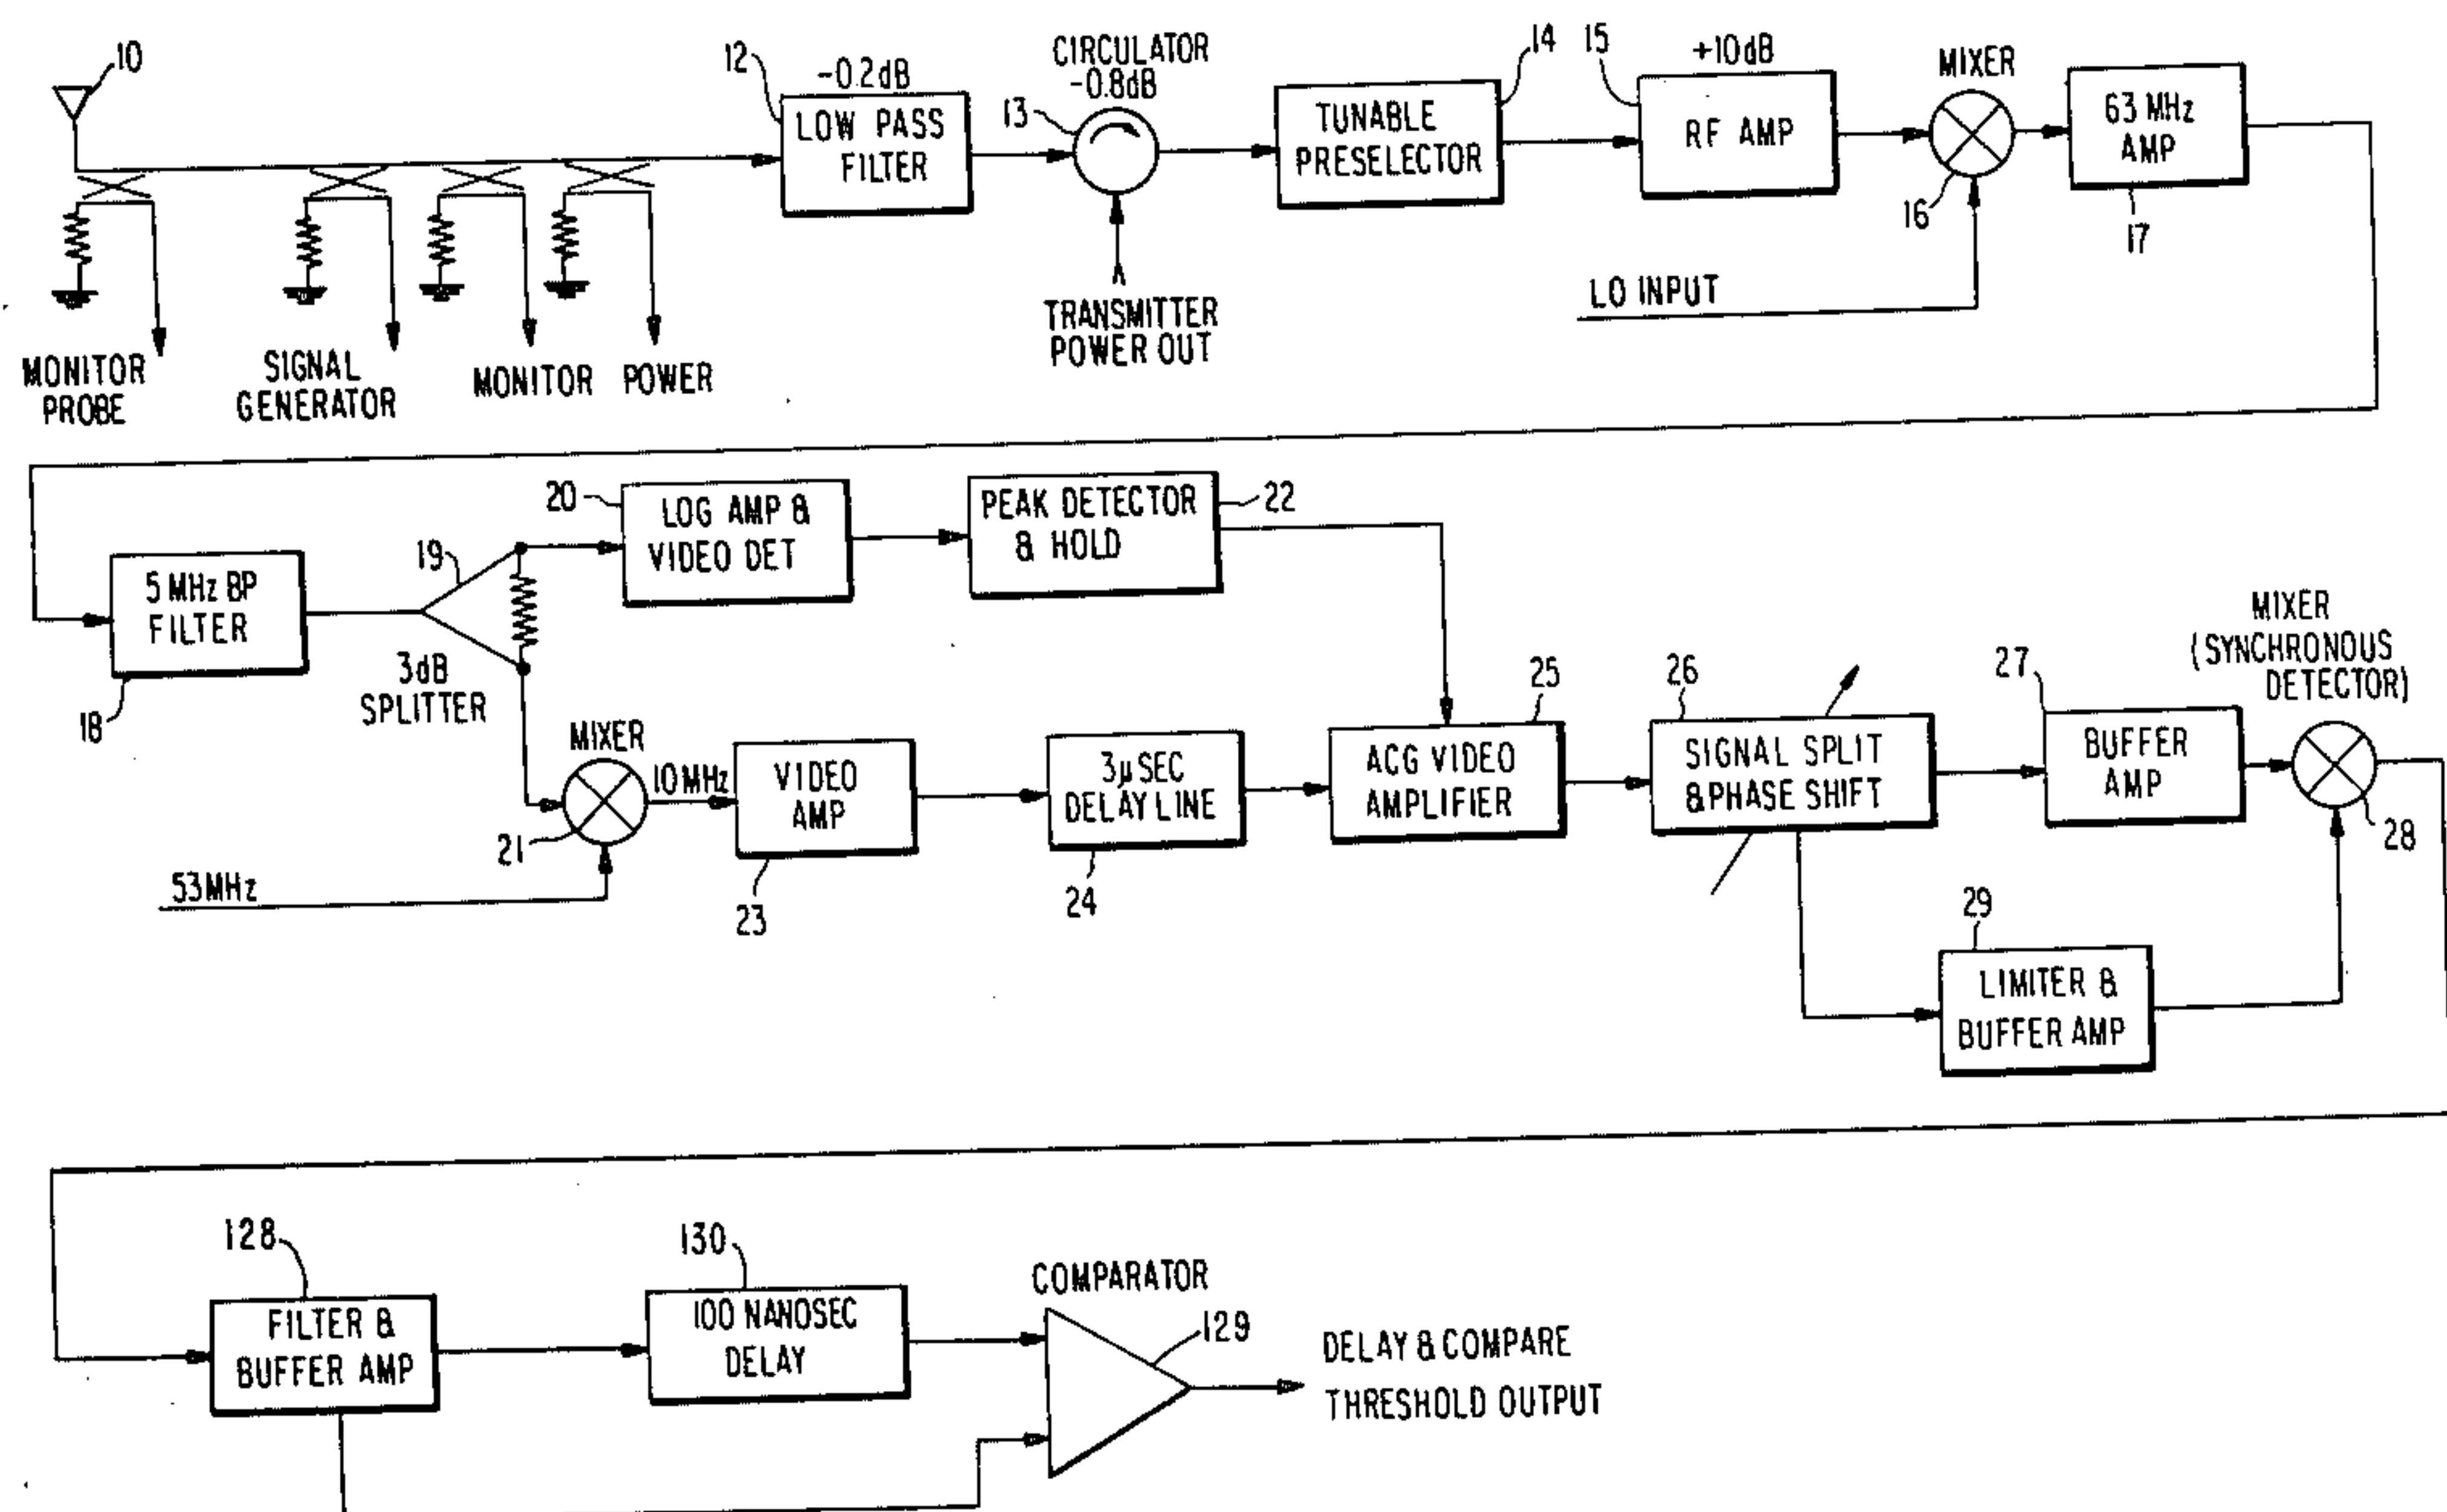 10
12
-0.2dB
LOW PASS
FILTER
CIRCULATOR
-0.8dB
13
TUNABLE
PRESELECTOR
14
15
+10dB
RF AMP
MIXER
16
63 MHz
AMP
17
LO INPUT
TRANSMITTER
POWER OUT
MONITOR
PROBE
SIGNAL
GENERATOR
MONITOR POWER
5 MHz BP
FILTER
18
19
3dB
SPLITTER
20
LOG AMP &
VIDEO DET
PEAK DETECTOR
& HOLD
22
MIXER
21
53MHz
10MHz
VIDEO
AMP
23
3μSEC
DELAY LINE
24
ACG VIDEO
AMPLIFIER
25
26
SIGNAL SPLIT
& PHASE SHIFT
27
BUFFER
AMP
MIXER
(SYNCHRONOUS
DETECTOR)
28
29
LIMITER &
BUFFER AMP
128
FILTER &
BUFFER AMP
130
100 NANOSEC
DELAY
COMPARATOR
129
DELAY & COMPARE
THRESHOLD OUTPUT